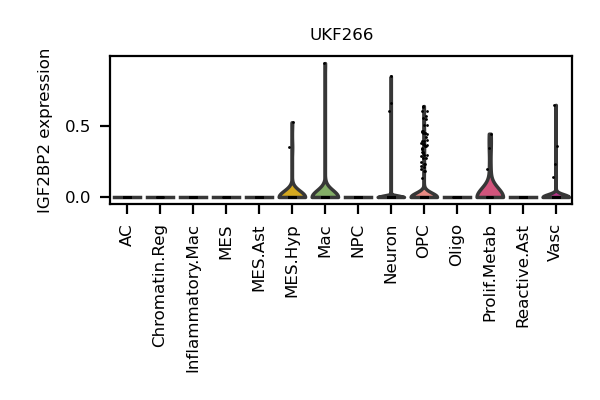 UKF266
IGF2BP2 expression
0.5
0.0
AC
Chromatin.Reg
Inflammatory.Mac
MES
MES.Ast
MES.Hyp
Mac
NPC
Neuron
OPC
Oligo
Prolif.Metab
Reactive.Ast
Vasc